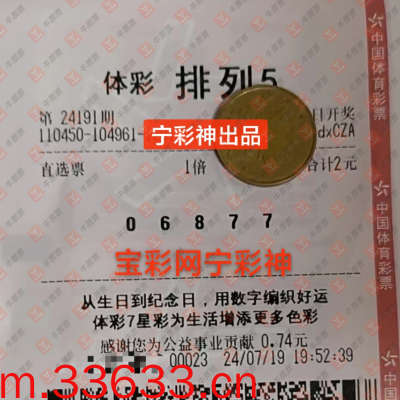 体彩 排列5
第 24191期 日开奖
110450-104961- dxCZA
宁彩神出品
直选票 1倍 合计2元
0 6 8 7 7
宝彩网宁彩神
从生日到纪念日，用数字编织好运
体彩7星彩为生活增添更多色彩
感谢您为公益事业贡献 0.74元
00023 24/07/19 19:52:39
m.33633.cn
中国体育彩票
中国体育彩票